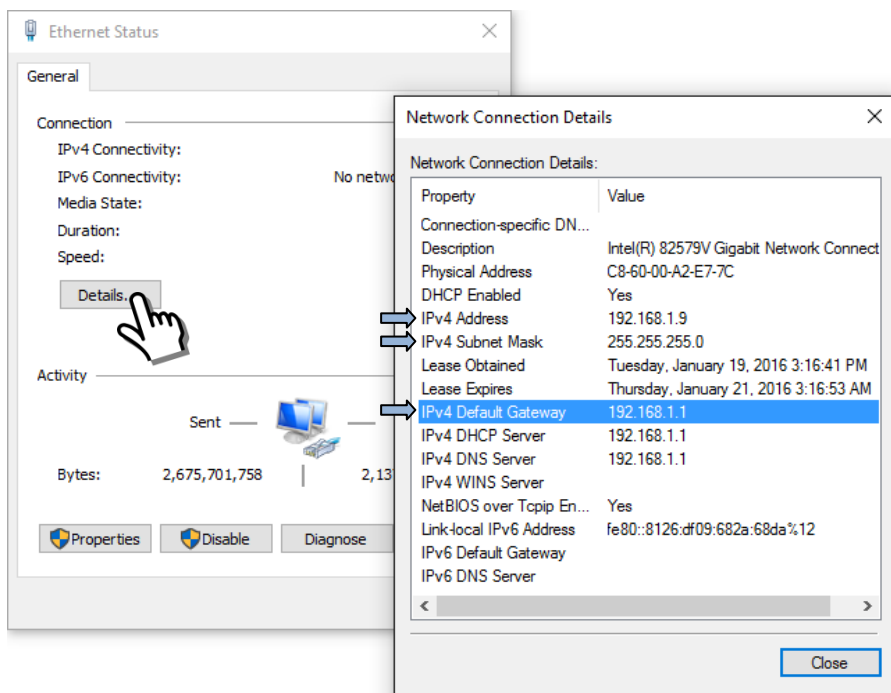 Ethernet Status
General
Connection
IPv4 Connectivity:
IPv6 Connectivity: No netwo
Media State:
Duration:
Speed:
Details...
Activity
Sent
Bytes: 2,675,701,758 2,13
Properties Disable Diagnose
Network Connection Details
Network Connection Details:
Property Value
Connection-specific DN...
Description Intel(R) 82579V Gigabit Network Connect
Physical Address C8-60-00-A2-E7-7C
DHCP Enabled Yes
IPv4 Address 192.168.1.9
IPv4 Subnet Mask 255.255.255.0
Lease Obtained Tuesday, January 19, 2016 3:16:41 PM
Lease Expires Thursday, January 21, 2016 3:16:53 AM
IPv4 Default Gateway 192.168.1.1
IPv4 DHCP Server 192.168.1.1
IPv4 DNS Server 192.168.1.1
IPv4 WINS Server
NetBIOS over Tcpip En... Yes
Link-local IPv6 Address fe80::8126:df09:682a:68da%12
IPv6 Default Gateway
IPv6 DNS Server
Close